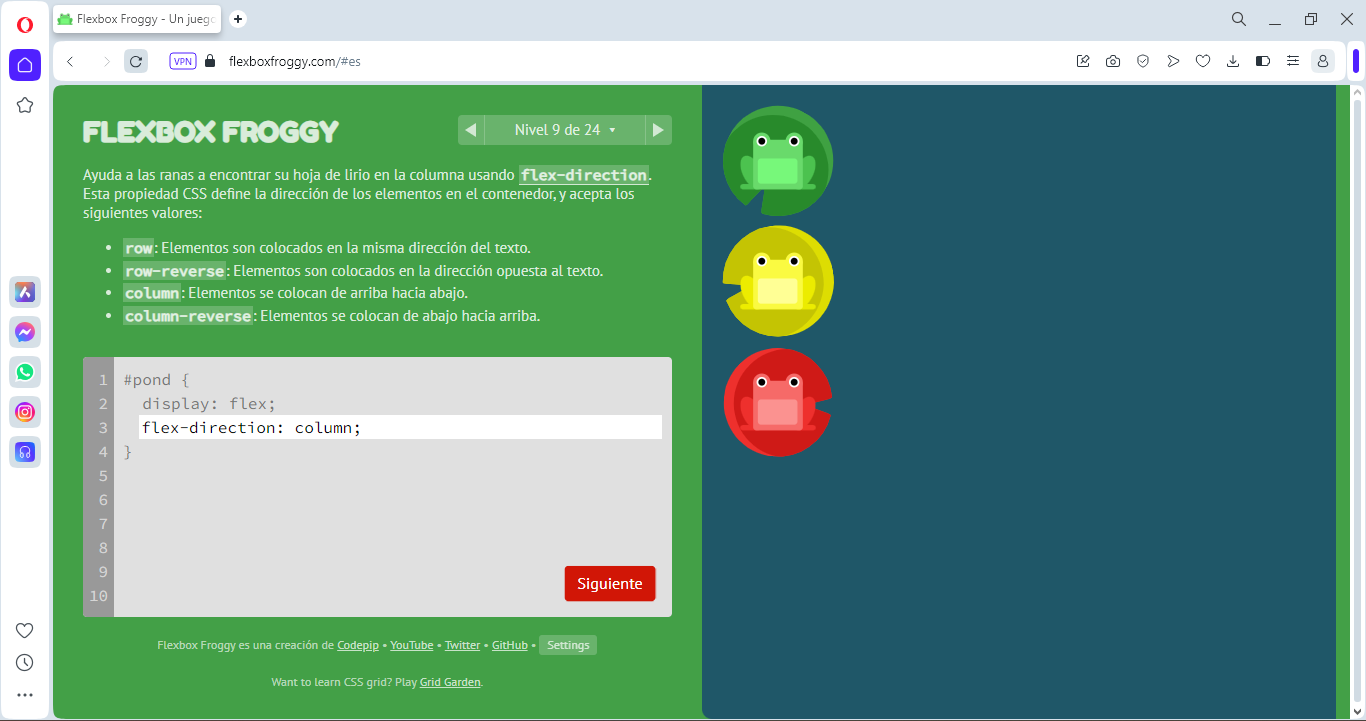 Flexbox Froggy - Un juego
VPN
flexboxfroggy.com/#es
FLEXBOX FROGGY
Nivel 9 de 24
Ayuda a las ranas a encontrar su hoja de lirio en la columna usando flex-direction.
Esta propiedad CSS define la dirección de los elementos en el contenedor, y acepta los
siguientes valores:
• row: Elementos son colocados en la misma dirección del texto.
• row-reverse: Elementos son colocados en la dirección opuesta al texto.
• column: Elementos se colocan de arriba hacia abajo.
• column-reverse: Elementos se colocan de abajo hacia arriba.
1 #pond {
2 display: flex;
3 flex-direction: column;
4 }
5
6
7
8
9
10
Siguiente
Flexbox Froggy es una creación de Codepip • YouTube • Twitter • GitHub • Settings
Want to learn CSS grid? Play Grid Garden.